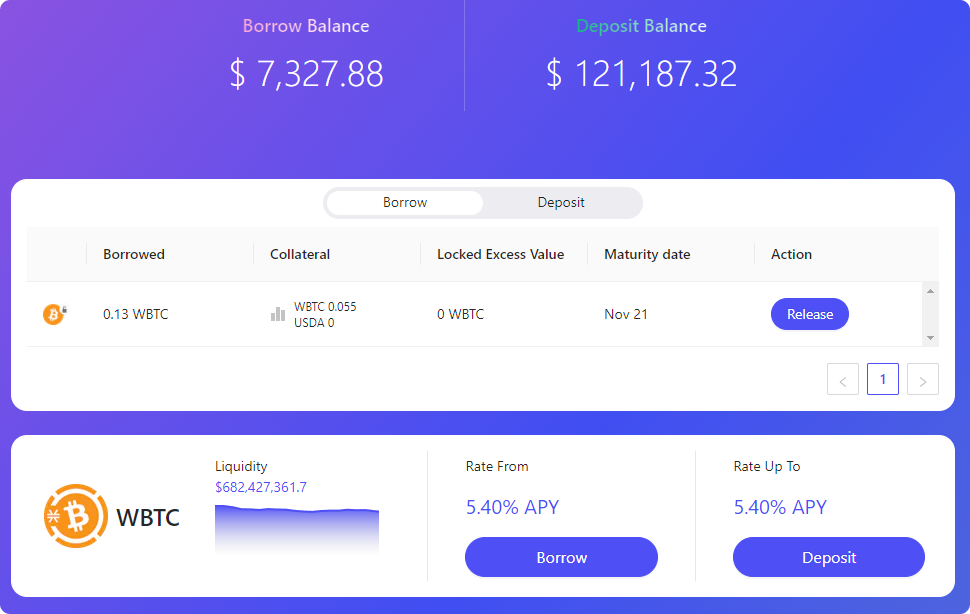 Borrow Balance
Deposit Balance
$ 7,327.88
$ 121,187.32
Borrow
Deposit
Borrowed
Collateral
Locked Excess Value
Maturity date
Action
0.13 WBTC
WBTC 0.055
USDA 0
0 WBTC
Nov 21
Release
< 1 >
WBTC
Liquidity
$682,427,361.7
Rate From
5.40% APY
Borrow
Rate Up To
5.40% APY
Deposit